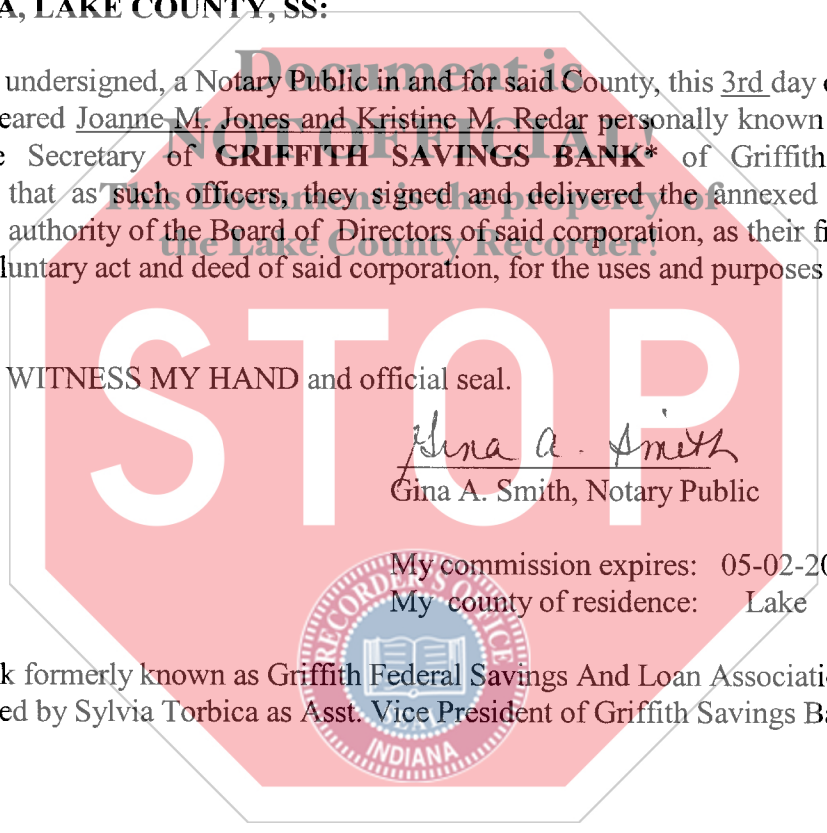 A, LAKE COUNTY, SS:
Document is
undersigned, a Notary Public in and for said County, this 3rd day
eared Joanne M. Jones and Kristine M. Redar personally known
NOT OFFICIAL!
Secretary of GRIFFITH SAVINGS BANK* of Griffith
that as such officers, they signed and delivered the annexed
This Document is the property of
authority of the Board of Directors of said corporation, as their
the Lake County Recorder!
luntary act and deed of said corporation, for the uses and purposes
STOP
WITNESS MY HAND and official seal.
Gina A. Smith
Gina A. Smith, Notary Public
My commission expires: 05-02-20
My county of residence: Lake
RECORDER'S OFFICE
SEAL
INDIANA
k formerly known as Griffith Federal Savings And Loan Associati
ed by Sylvia Torbica as Asst. Vice President of Griffith Savings Ba